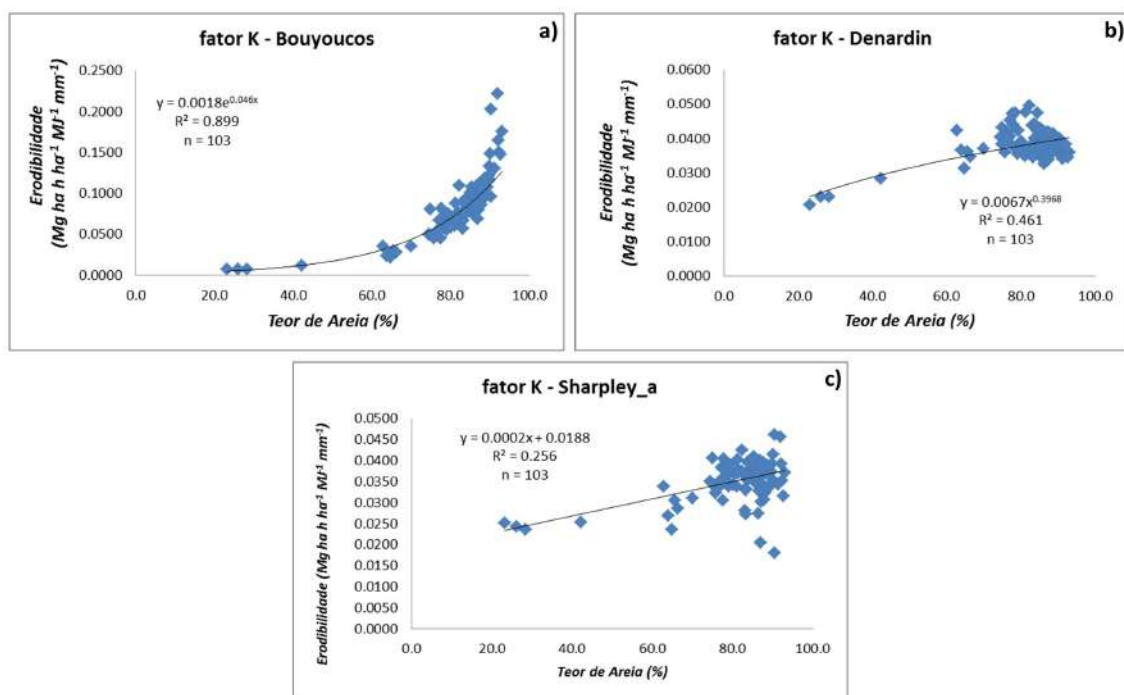 fator K - Bouyoucos
a)
Erodibilidade
(Mg ha h ha⁻¹ MJ⁻¹ mm⁻¹)
0.2500
0.2000
0.1500
0.1000
0.0500
0.0000
y = 0.0018e^0.046x
R² = 0.899
n = 103
0.0 20.0 40.0 60.0 80.0 100.0
Teor de Areia (%)
fator K - Denardin
b)
Erodibilidade
(Mg ha h ha⁻¹ MJ⁻¹ mm⁻¹)
0.0600
0.0500
0.0400
0.0300
0.0200
0.0100
0.0000
y = 0.0067x^0.3968
R² = 0.461
n = 103
0.0 20.0 40.0 60.0 80.0 100.0
Teor de Areia (%)
fator K - Sharpley_a
c)
Erodibilidade (Mg ha h ha⁻¹ MJ⁻¹ mm⁻¹)
0.0500
0.0450
0.0400
0.0350
0.0300
0.0250
0.0200
0.0150
0.0100
0.0050
0.0000
y = 0.0002x + 0.0188
R² = 0.256
n = 103
0.0 20.0 40.0 60.0 80.0 100.0
Teor de Areia (%)